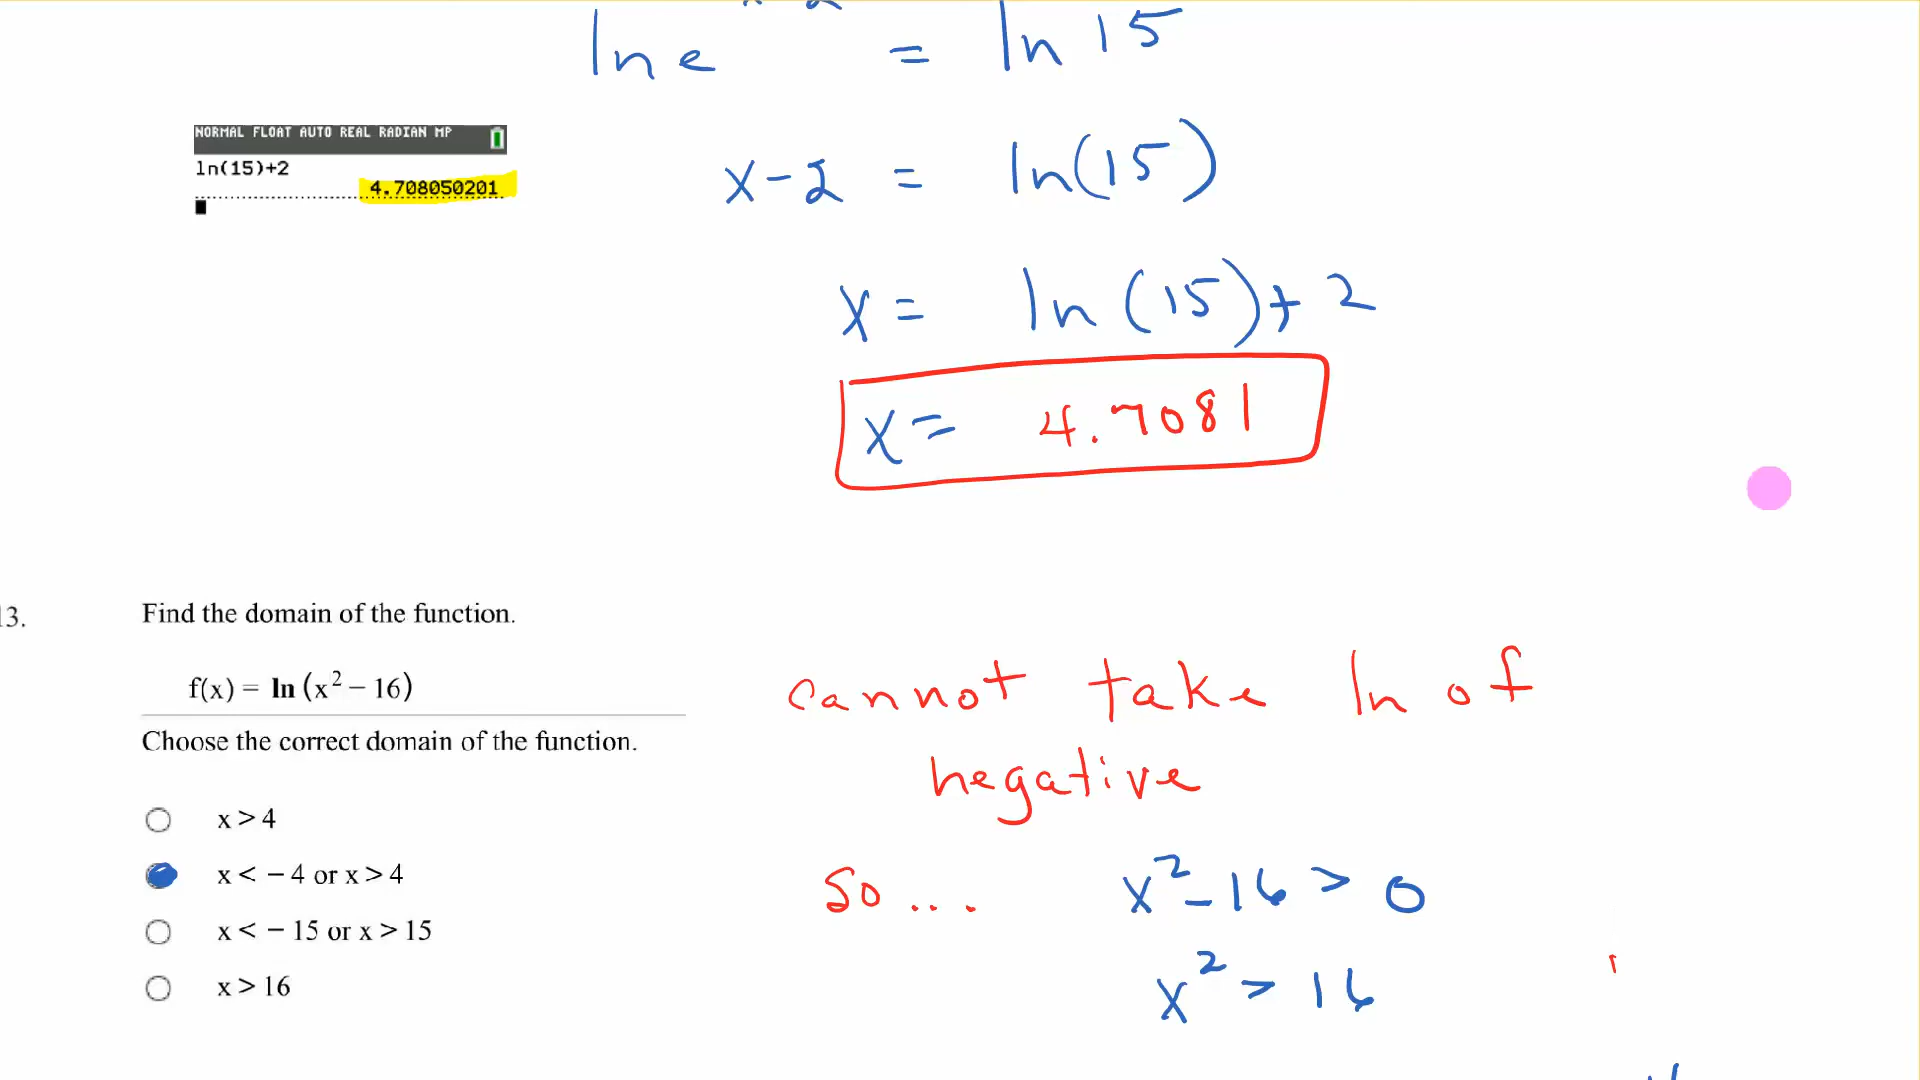 ln e = ln 15
NORMAL FLOAT AUTO REAL RADIAN MP
ln(15)+2
4.708050201
x-2 = ln(15)
x = ln(15)+2
x = 4.7081
13. Find the domain of the function.
f(x) = ln (x² − 16)
Choose the correct domain of the function.
x > 4
x < − 4 or x > 4
x < − 15 or x > 15
x > 16
cannot take ln of
negative
So ... x²-16 > 0
x² > 16